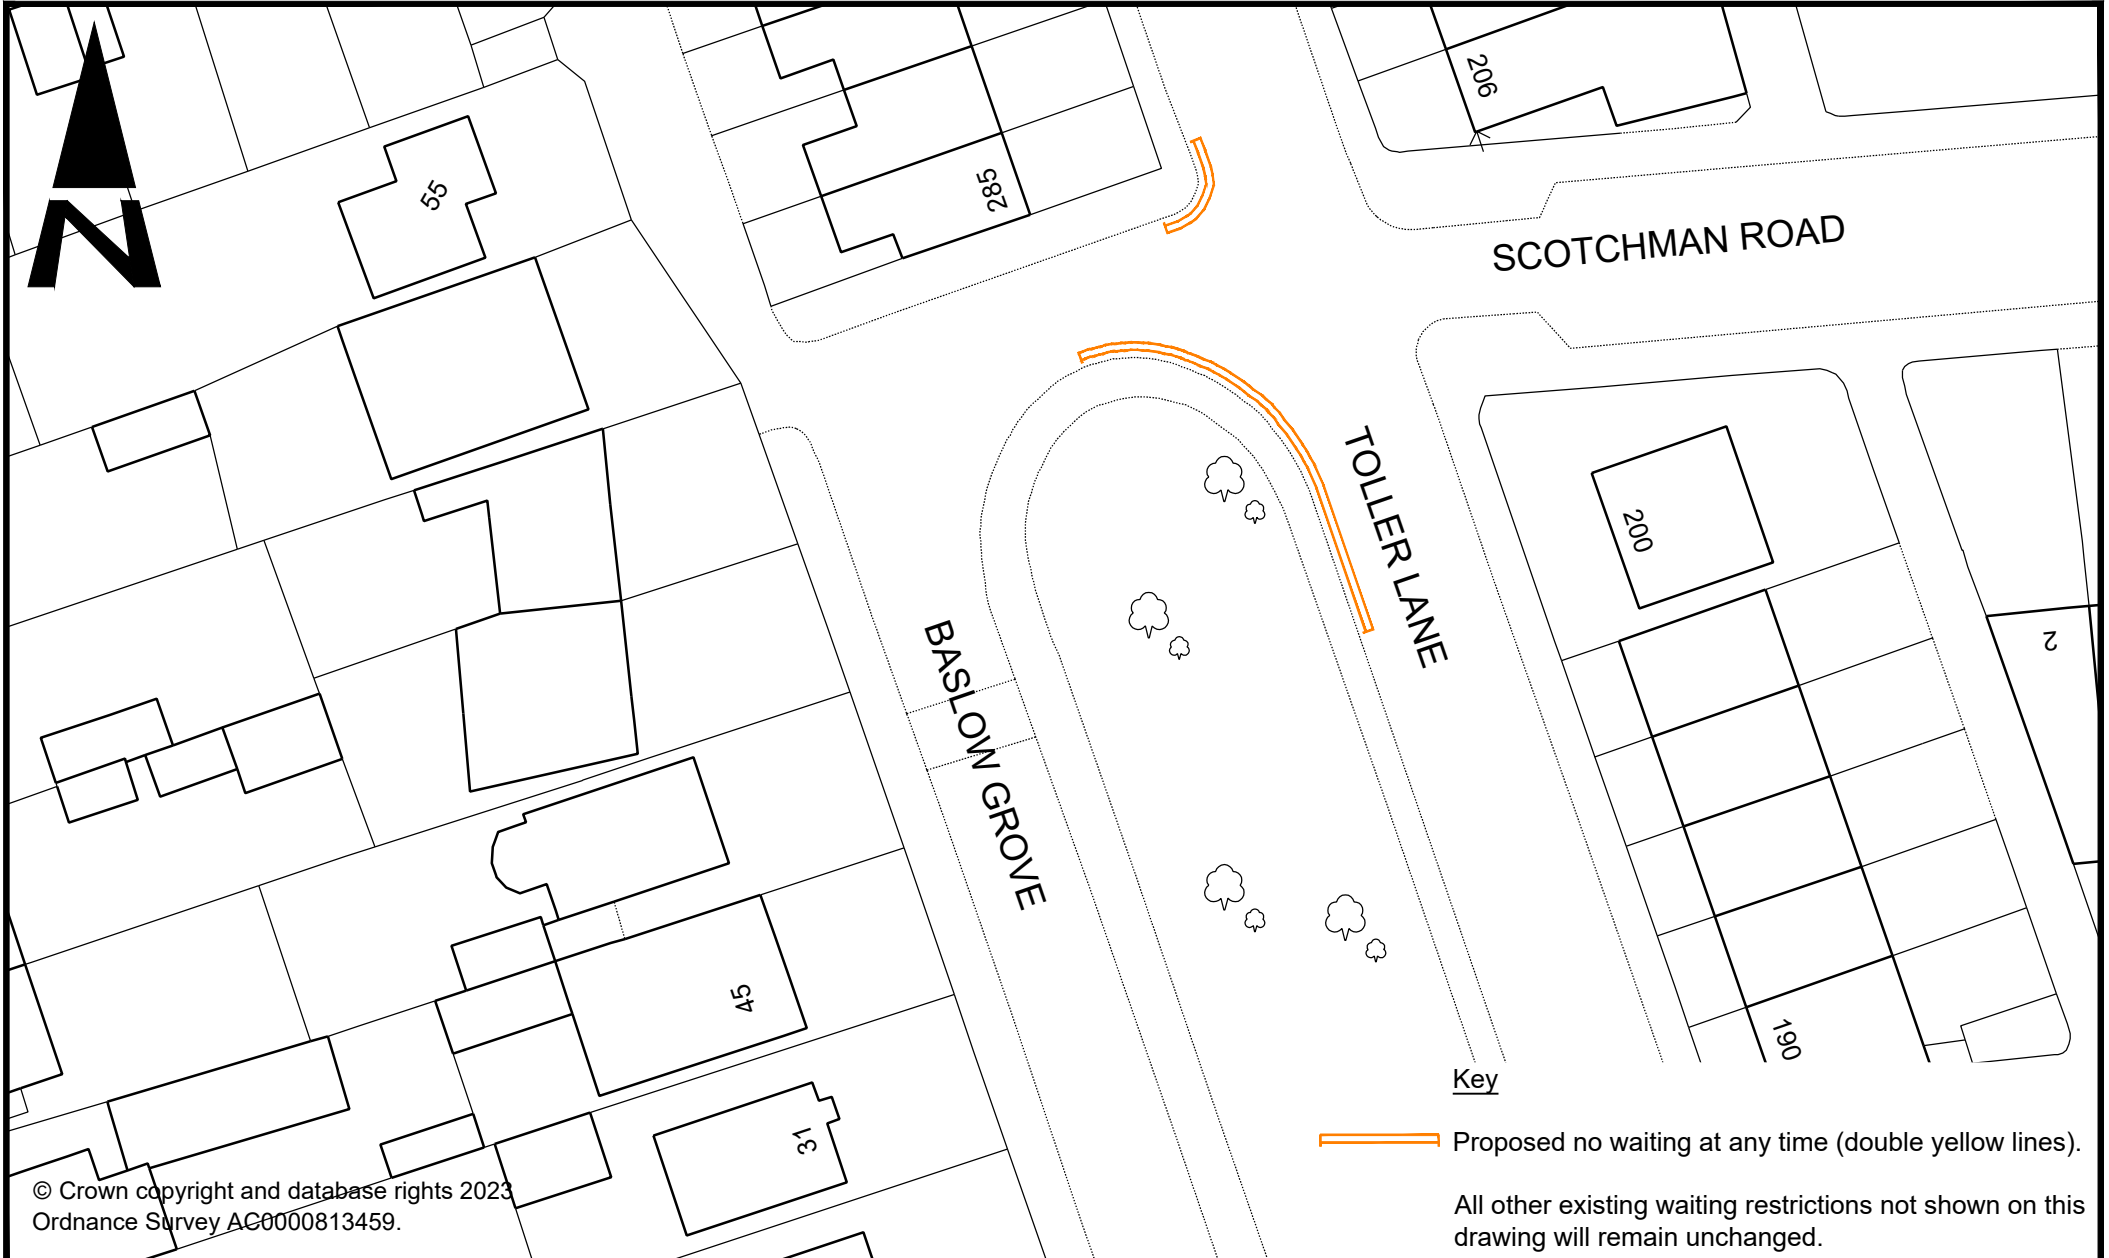 N
206
55
285
SCOTCHMAN ROAD
TOLLER LANE
200
BASLOW GROVE
2
45
190
31
Key
Proposed no waiting at any time (double yellow lines).
All other existing waiting restrictions not shown on this
drawing will remain unchanged.
© Crown copyright and database rights 2023
Ordnance Survey AC0000813459.